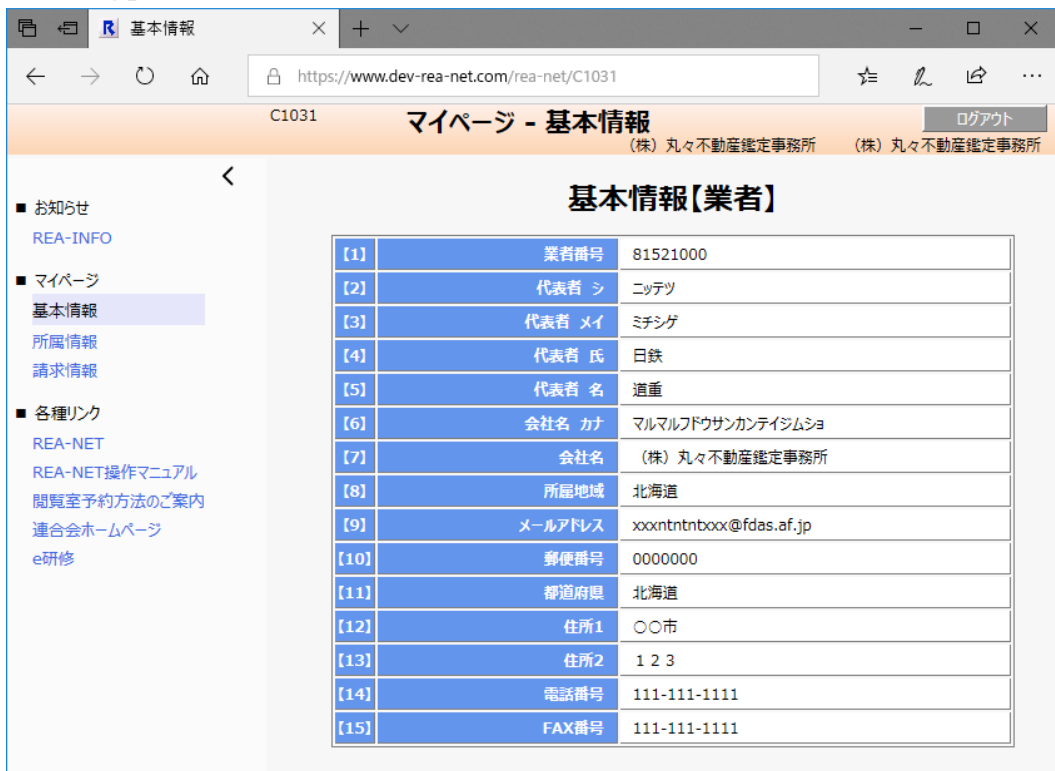 基本情報
https://www.dev-rea-net.com/rea-net/C1031
C1031 マイページ - 基本情報 ログアウト
(株)丸々不動産鑑定事務所 (株)丸々不動産鑑定事務所
基本情報【業者】
■ お知らせ
REA-INFO
■ マイページ
基本情報
所属情報
請求情報
■ 各種リンク
REA-NET
REA-NET操作マニュアル
閲覧室予約方法のご案内
連合会ホームページ
e研修
【1】 業者番号 81521000
【2】 代表者 シ ニッテツ
【3】 代表者 メイ ミチシゲ
【4】 代表者 氏 日鉄
【5】 代表者 名 道重
【6】 会社名 カナ マルマルフドウサンカンテイジムショ
【7】 会社名 (株)丸々不動産鑑定事務所
【8】 所属地域 北海道
【9】 メールアドレス xxxntntntxxx@fdas.af.jp
【10】 郵便番号 0000000
【11】 都道府県 北海道
【12】 住所1 〇〇市
【13】 住所2 123
【14】 電話番号 111-111-1111
【15】 FAX番号 111-111-1111